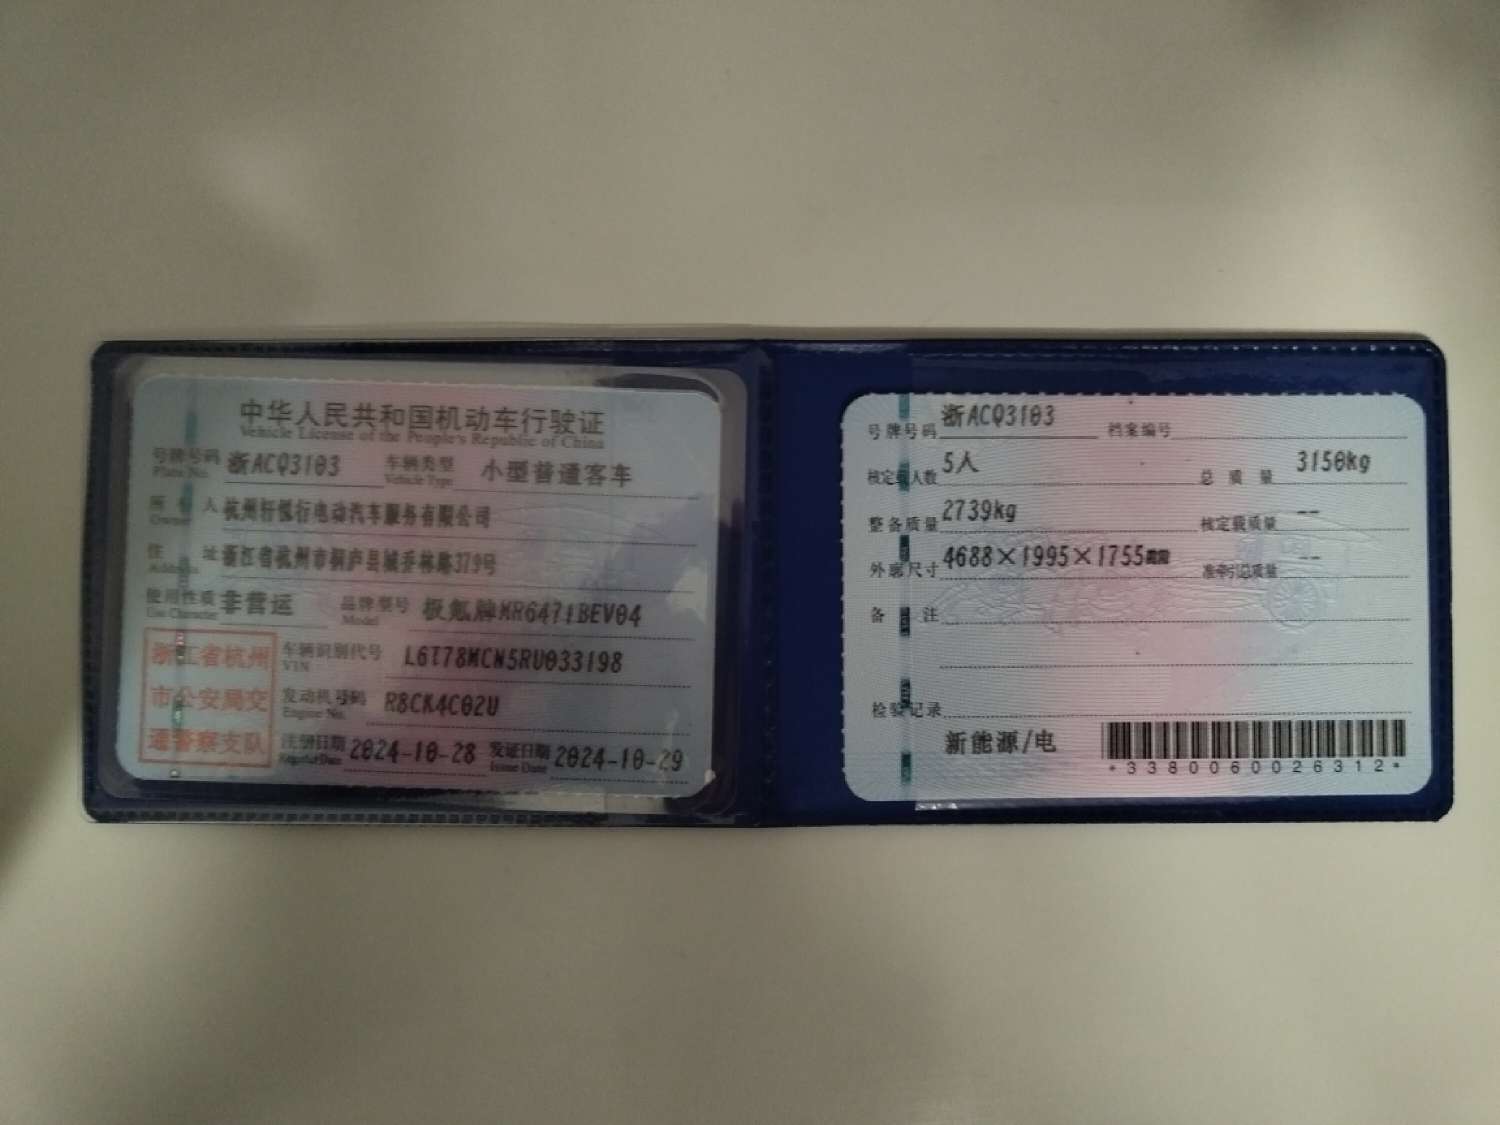 中华人民共和国机动车行驶证
Vehicle License of the People's Republic of China
号牌号码 浙ACQ3103 车辆类型 小型普通客车
Plate No. Vehicle Type
所有人 杭州行悦行电动汽车服务有限公司
Owner
住址 浙江省杭州市桐庐县城乔林路379号
Address
使用性质 非营运 品牌型号 极氪牌MR6471BEV04
Use Character Model
浙江省杭州
市公安局交
通警察支队
车辆识别代号 L6T78MCN5RU033198
VIN
发动机号码 R8CK4C02U
Engine No.
注册日期 2024-10-28 发证日期 2024-10-29
Register Date Issue Date
号牌号码 浙ACQ3103 档案编号
核定载人数 5人 总质量 3150kg
整备质量 2739kg 核定载质量 --
外廓尺寸 4688×1995×1755 准牵引总质量 --
备注
检验记录
新能源/电
*3380060026312*